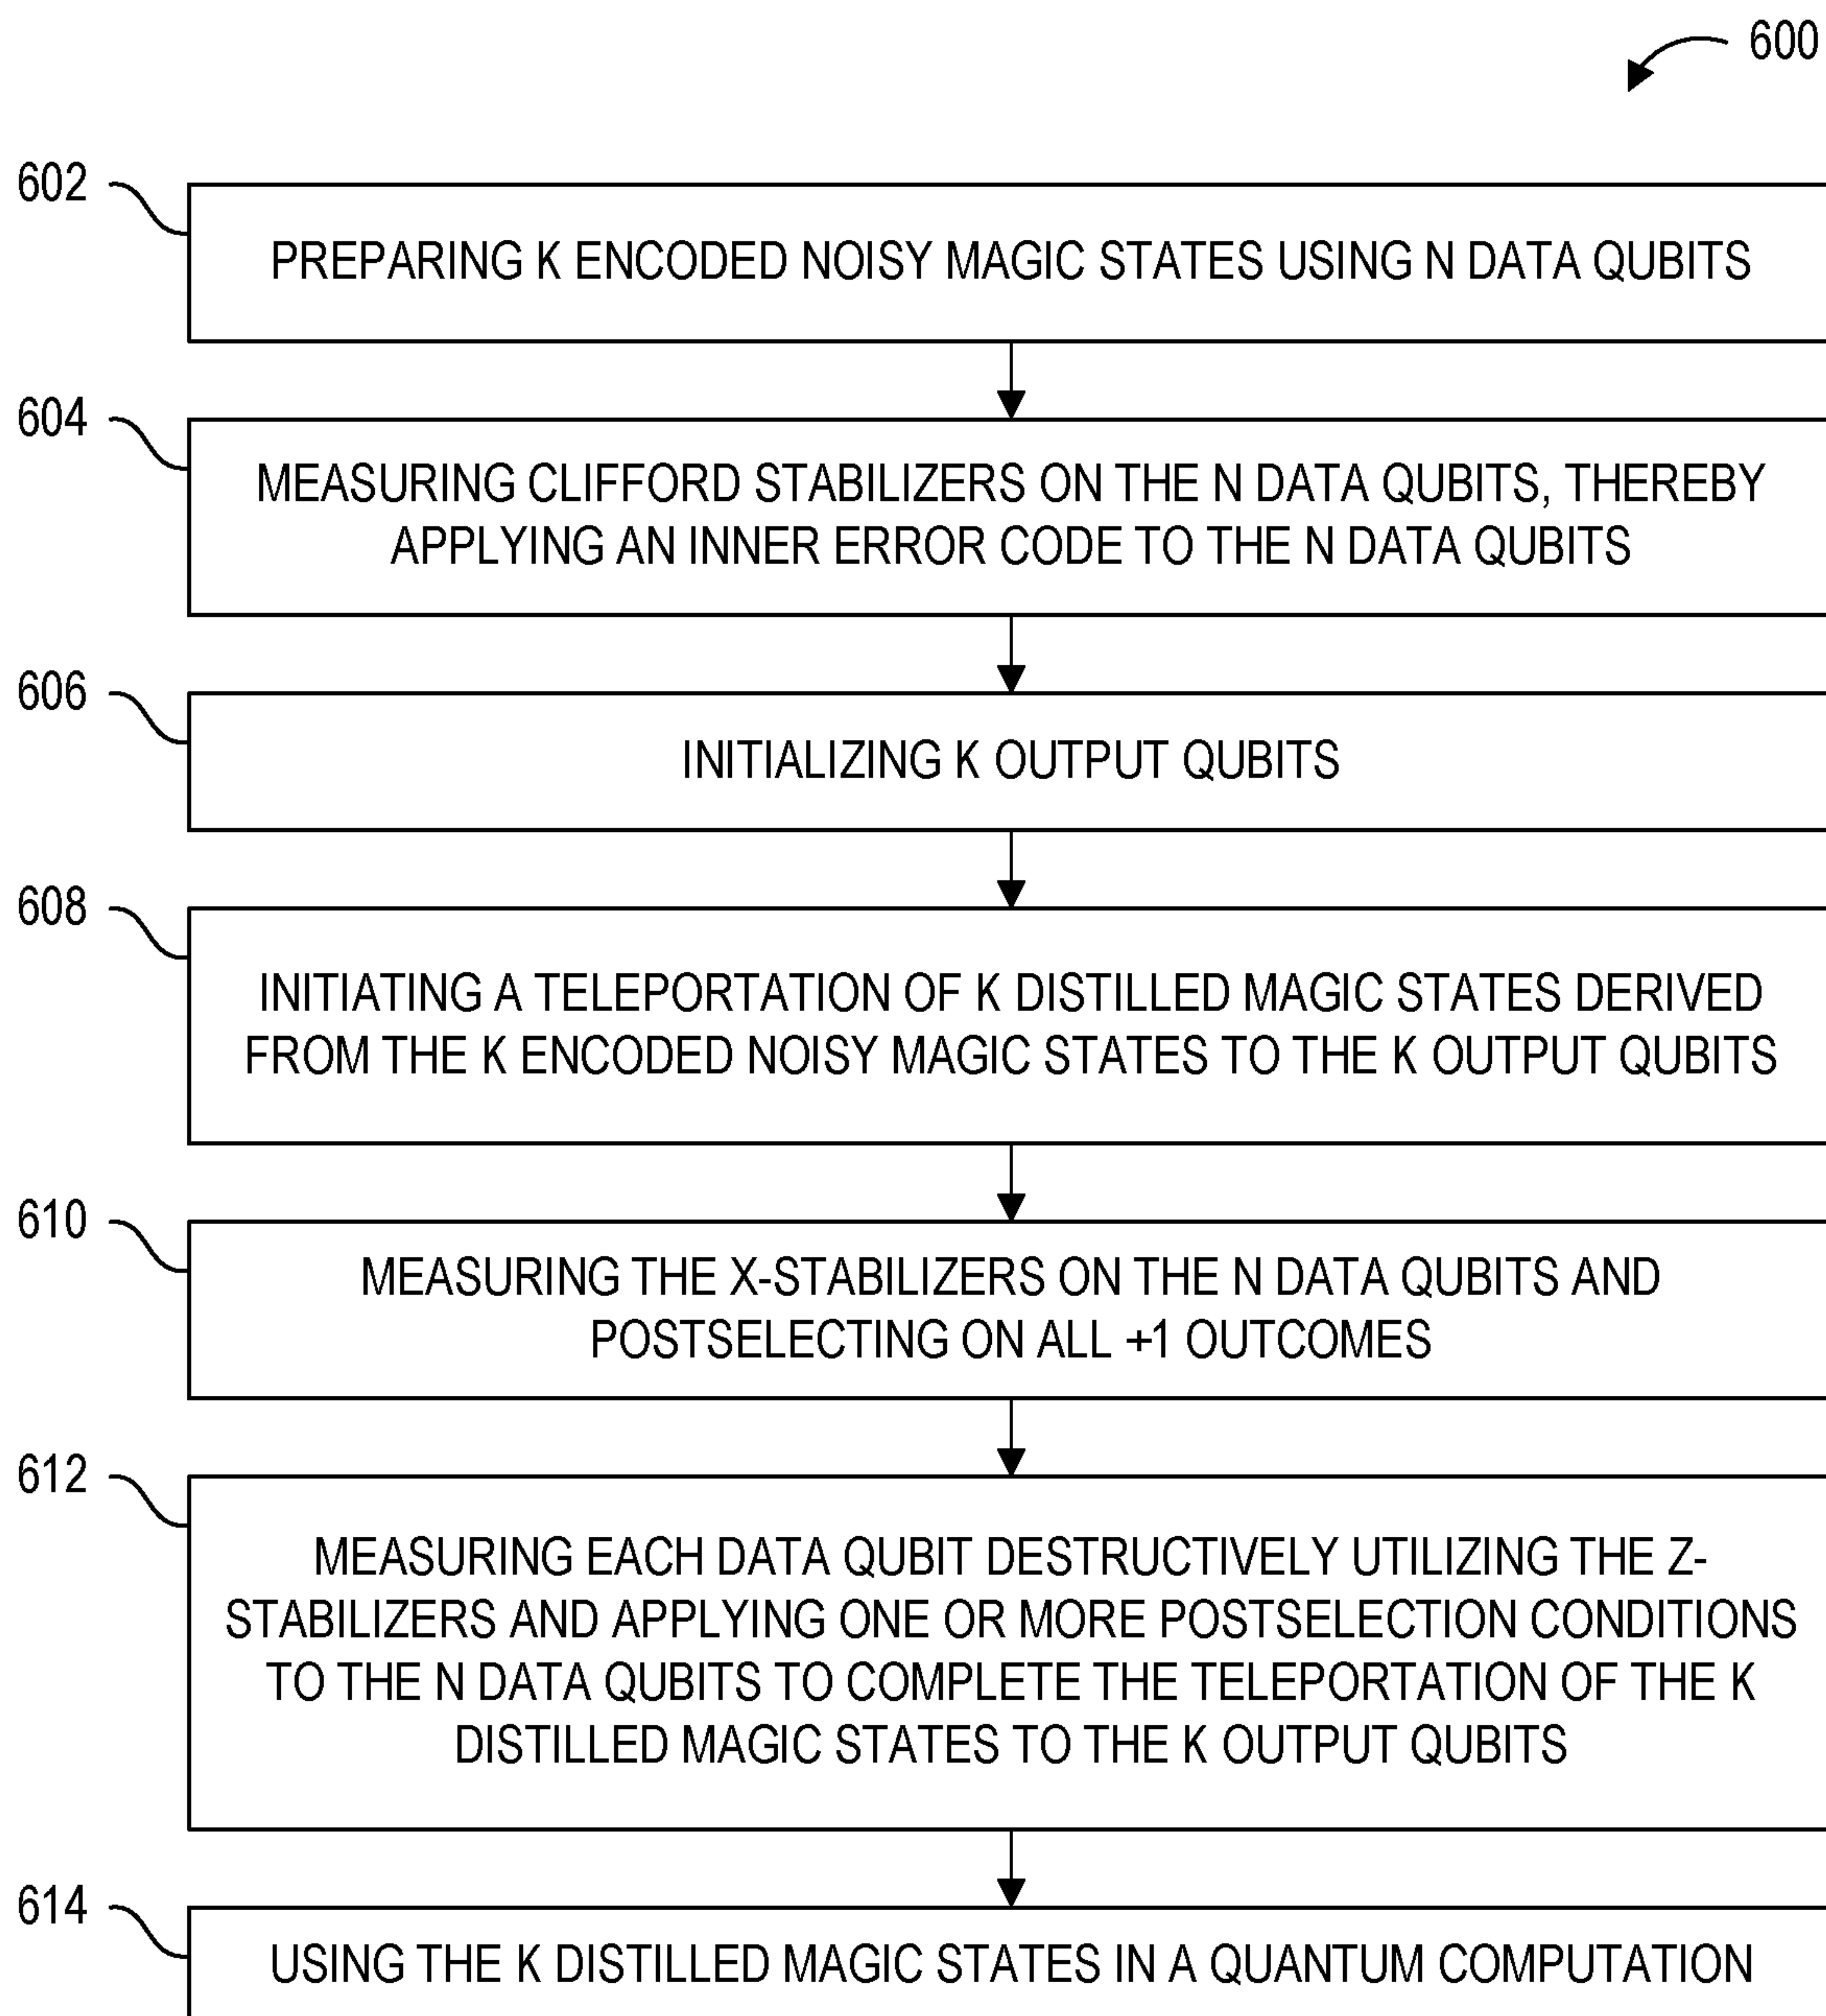 600
602
PREPARING K ENCODED NOISY MAGIC STATES USING N DATA QUBITS
604
MEASURING CLIFFORD STABILIZERS ON THE N DATA QUBITS, THEREBY
APPLYING AN INNER ERROR CODE TO THE N DATA QUBITS
606
INITIALIZING K OUTPUT QUBITS
608
INITIATING A TELEPORTATION OF K DISTILLED MAGIC STATES DERIVED
FROM THE K ENCODED NOISY MAGIC STATES TO THE K OUTPUT QUBITS
610
MEASURING THE X-STABILIZERS ON THE N DATA QUBITS AND
POSTSELECTING ON ALL +1 OUTCOMES
612
MEASURING EACH DATA QUBIT DESTRUCTIVELY UTILIZING THE Z-
STABILIZERS AND APPLYING ONE OR MORE POSTSELECTION CONDITIONS
TO THE N DATA QUBITS TO COMPLETE THE TELEPORTATION OF THE K
DISTILLED MAGIC STATES TO THE K OUTPUT QUBITS
614
USING THE K DISTILLED MAGIC STATES IN A QUANTUM COMPUTATION